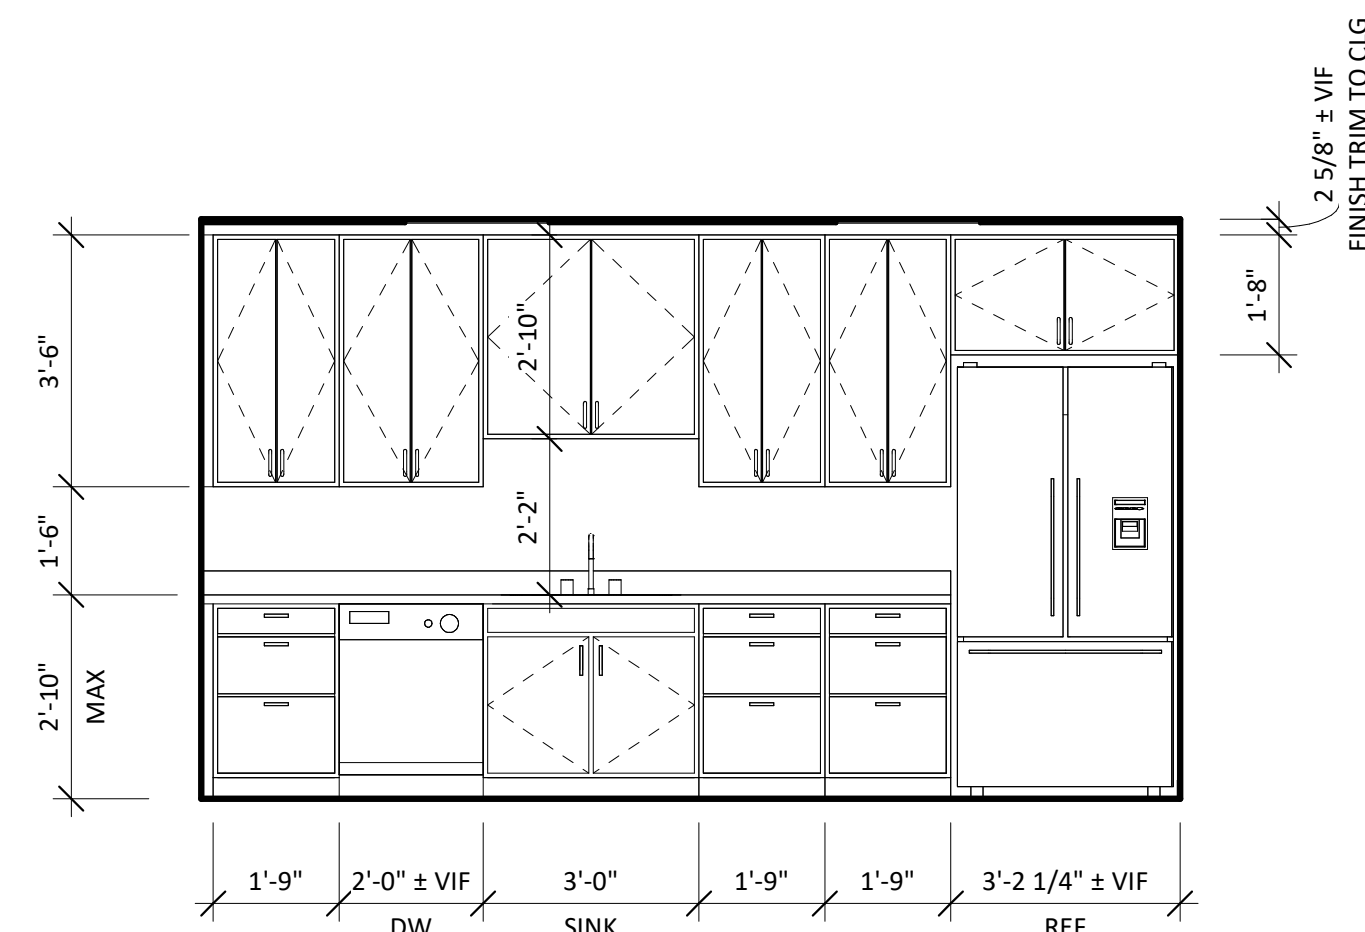 2 5/8" ± VIF
FINISH TRIM TO CLG
3'-6"
2'-10"
1'-8"
1'-6"
2'-2"
2'-10"
MAX
1'-9"
2'-0" ± VIF
3'-0"
1'-9"
1'-9"
3'-2 1/4" ± VIF
DW
SINK
REF